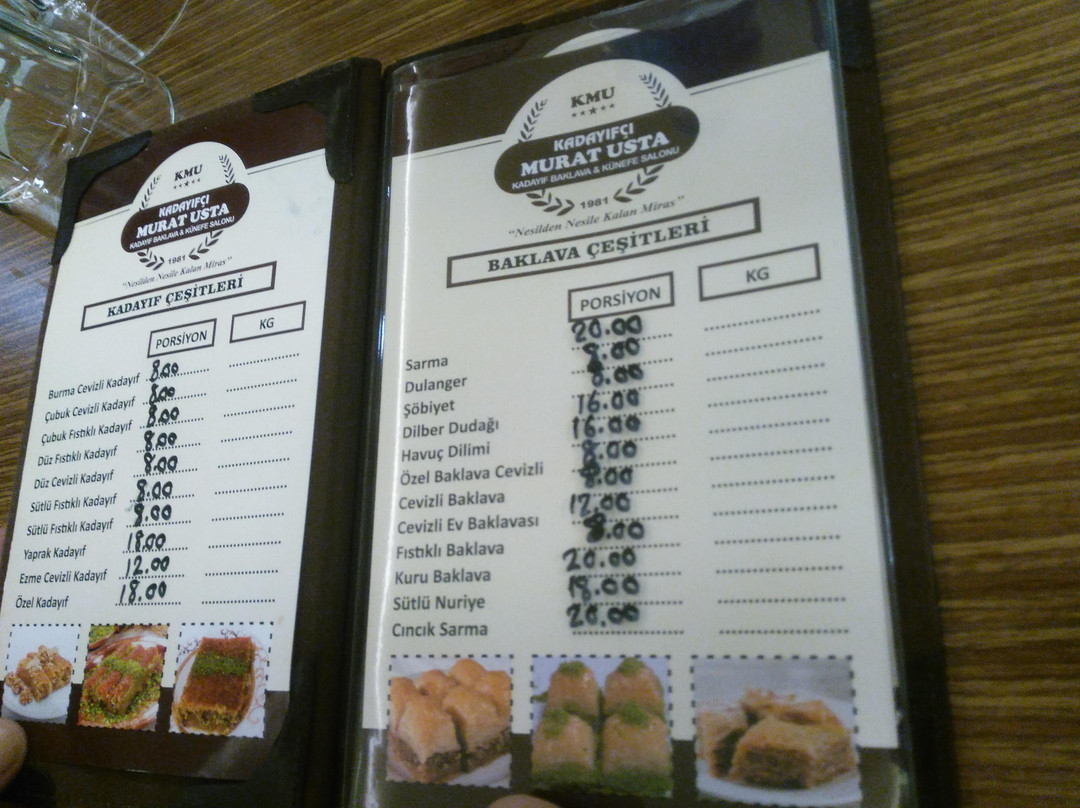 KMU
KADAYIFÇI
MURAT USTA
KADAYIF BAKLAVA & KÜNEFE SALONU
1981
"Nesilden Nesile Kalan Miras"
KADAYIF ÇEŞİTLERİ
PORSİYON KG
Burma Cevizli Kadayıf 8.00
Çubuk Cevizli Kadayıf 8.00
Çubuk Fıstıklı Kadayıf 8.00
Düz Fıstıklı Kadayıf 8.00
Düz Cevizli Kadayıf 8.00
Sütlü Fıstıklı Kadayıf 8.00
Sütlü Fıstıklı Kadayıf 8.00
Yaprak Kadayıf 18.00
Ezme Cevizli Kadayıf 12.00
Özel Kadayıf 18.00
KMU
KADAYIFÇI
MURAT USTA
KADAYIF BAKLAVA & KÜNEFE SALONU
1981
"Nesilden Nesile Kalan Miras"
BAKLAVA ÇEŞİTLERİ
PORSİYON KG
Sarma 20.00
Dulanger 8.00
Şöbiyet 8.00
Dilber Dudağı 16.00
Havuç Dilimi 16.00
Özel Baklava Cevizli 8.00
Cevizli Baklava 8.00
Cevizli Ev Baklavası 12.00
Fıstıklı Baklava 8.00
Kuru Baklava 20.00
Sütlü Nuriye 18.00
Cıncık Sarma 20.00